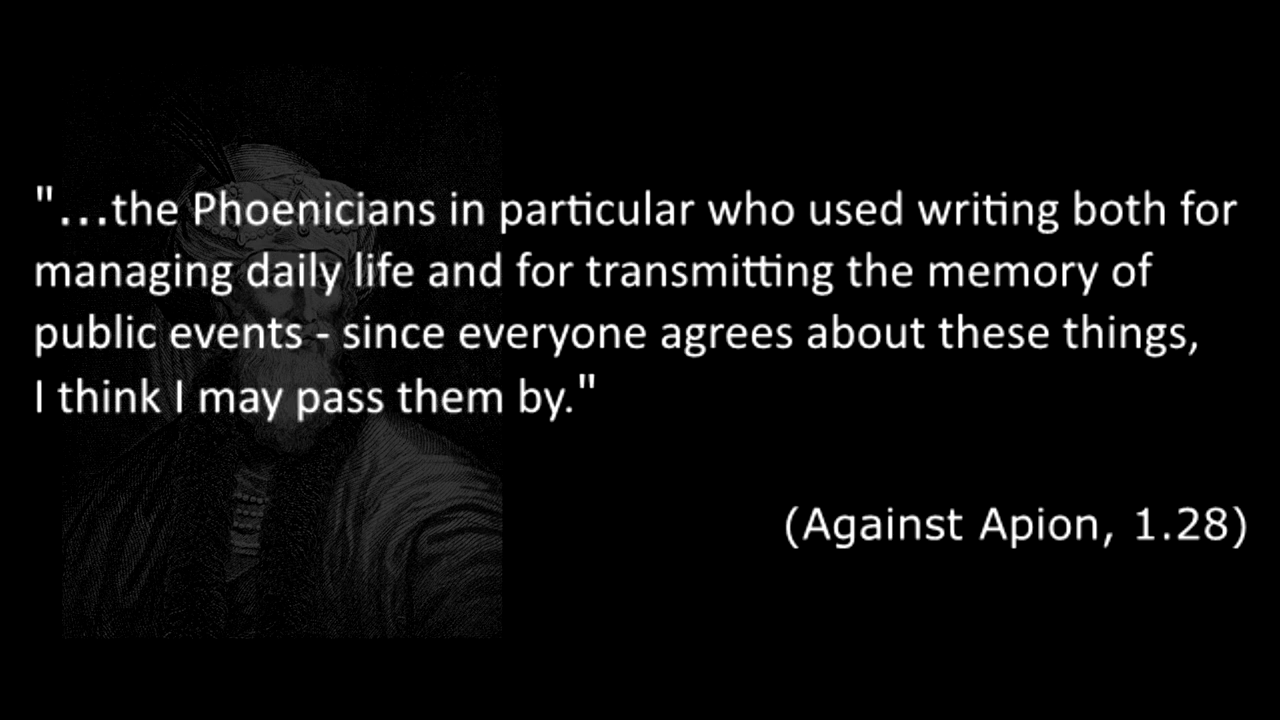 "...the Phoenicians in particular who used writing both for
managing daily life and for transmitting the memory of
public events - since everyone agrees about these things,
I think I may pass them by."
(Against Apion, 1.28)